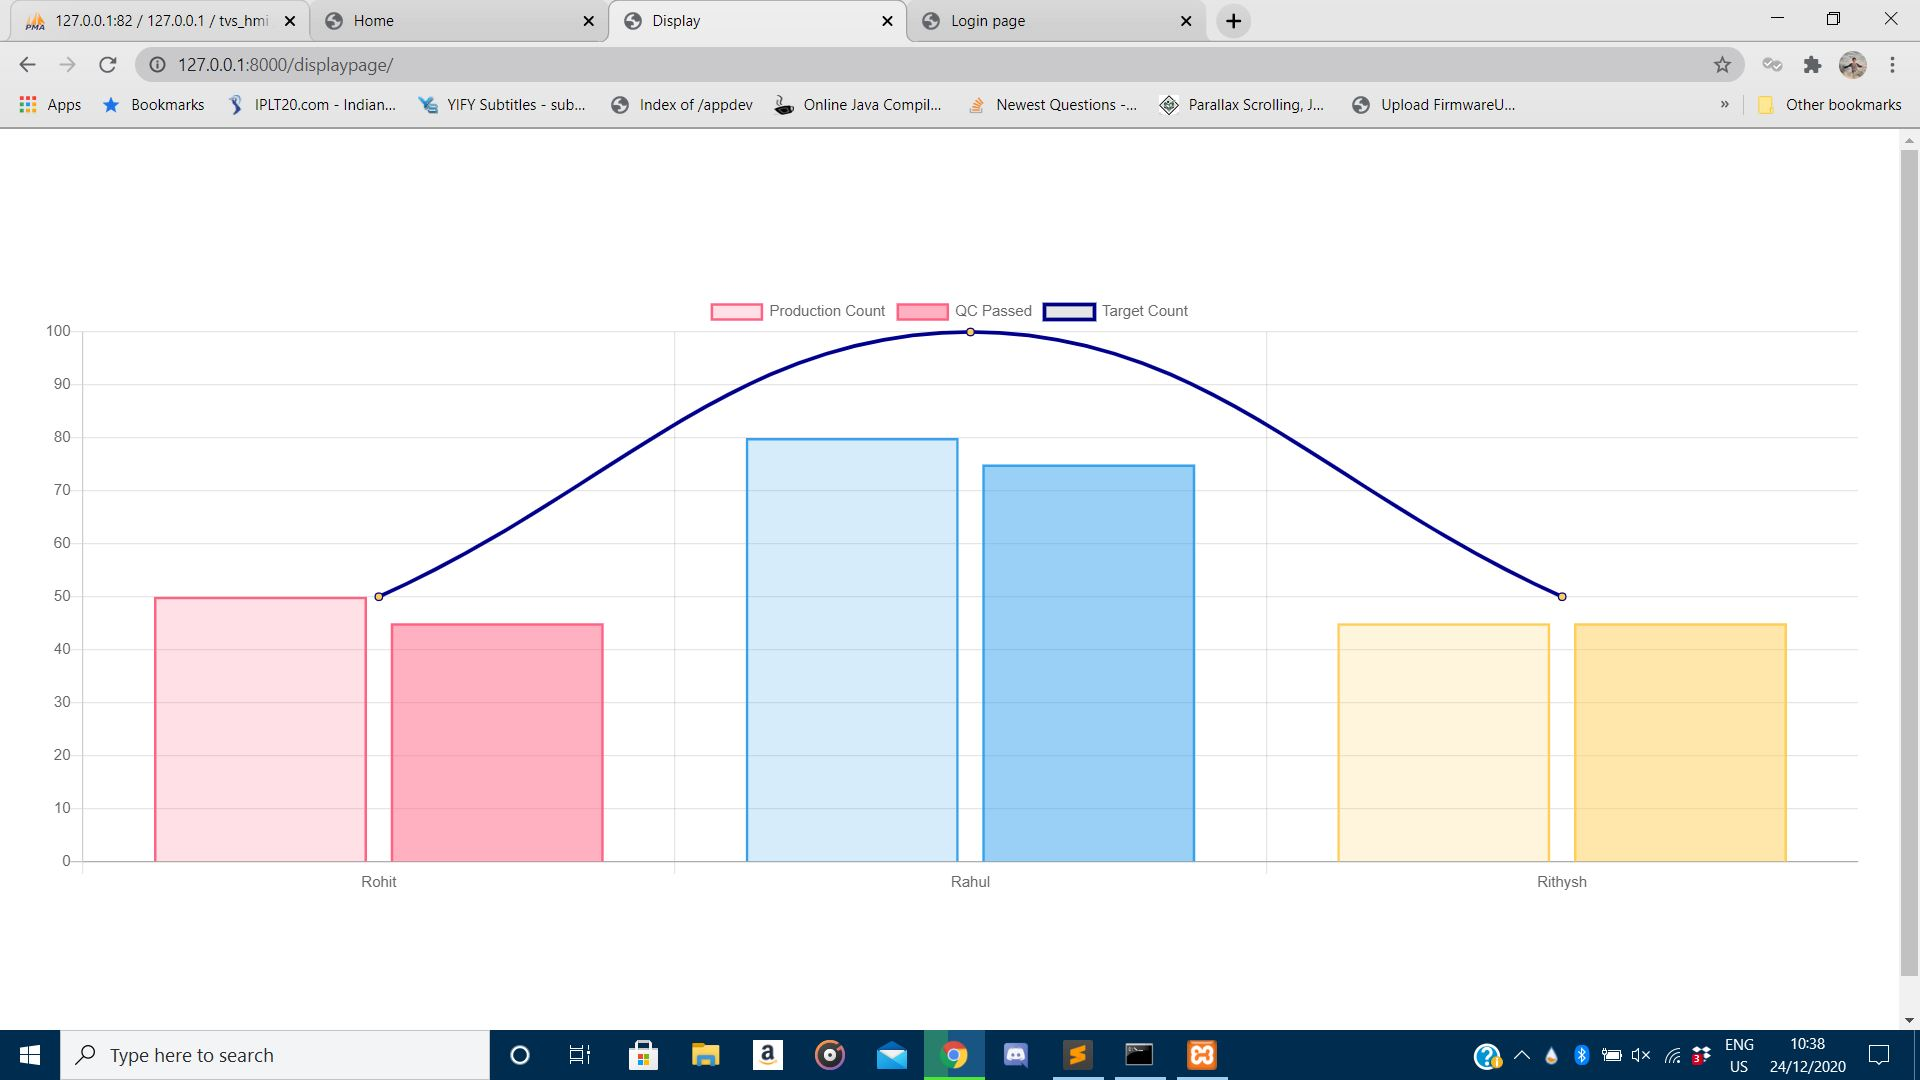 127.0.0.1:82 / 127.0.0.1 / tvs_hmi
Home
Display
Login page
127.0.0.1:8000/displaypage/
Apps
Bookmarks
IPLT20.com - Indian...
YIFY Subtitles - sub...
Index of /appdev
Online Java Compil...
Newest Questions -...
Parallax Scrolling, J...
Upload FirmwareU...
»
Other bookmarks
Production Count
QC Passed
Target Count
100
90
80
70
60
50
40
30
20
10
0
Rohit
Rahul
Rithysh
Type here to search
3
ENG
US
10:38
24/12/2020